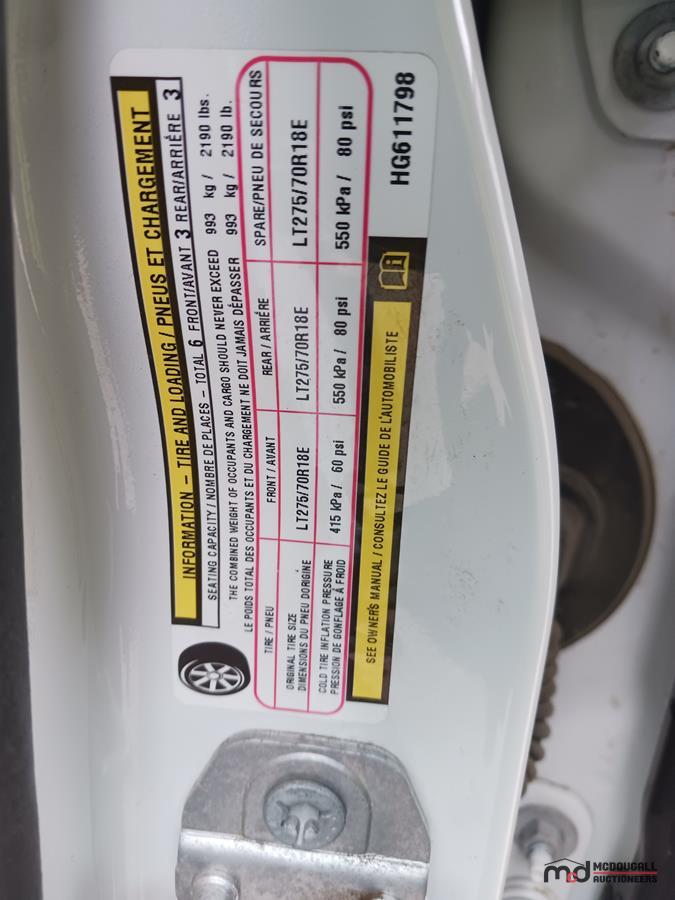 INFORMATION – TIRE AND LOADING / PNEUS ET CHARGEMENT
SEATING CAPACITY / NOMBRE DE PLACES – TOTAL 6 FRONT/AVANT 3 REAR/ARRIÈRE 3
THE COMBINED WEIGHT OF OCCUPANTS AND CARGO SHOULD NEVER EXCEED 993 kg / 2190 lbs.
LE POIDS TOTAL DES OCCUPANTS ET DU CHARGEMENT NE DOIT JAMAIS DÉPASSER 993 kg / 2190 lb.
TIRE / PNEU FRONT / AVANT REAR / ARRIÈRE SPARE/PNEU DE SECOURS
ORIGINAL TIRE SIZE
DIMENSIONS DU PNEU DORIGINE LT275/70R18E LT275/70R18E LT275/70R18E
COLD TIRE INFLATION PRESSURE
PRESSION DE GONFLAGE À FROID 415 kPa / 60 psi 550 kPa / 80 psi 550 kPa / 80 psi
SEE OWNER'S MANUAL / CONSULTEZ LE GUIDE DE L'AUTOMOBILISTE
HG611798
md MCDOUGALL
AUCTIONEERS